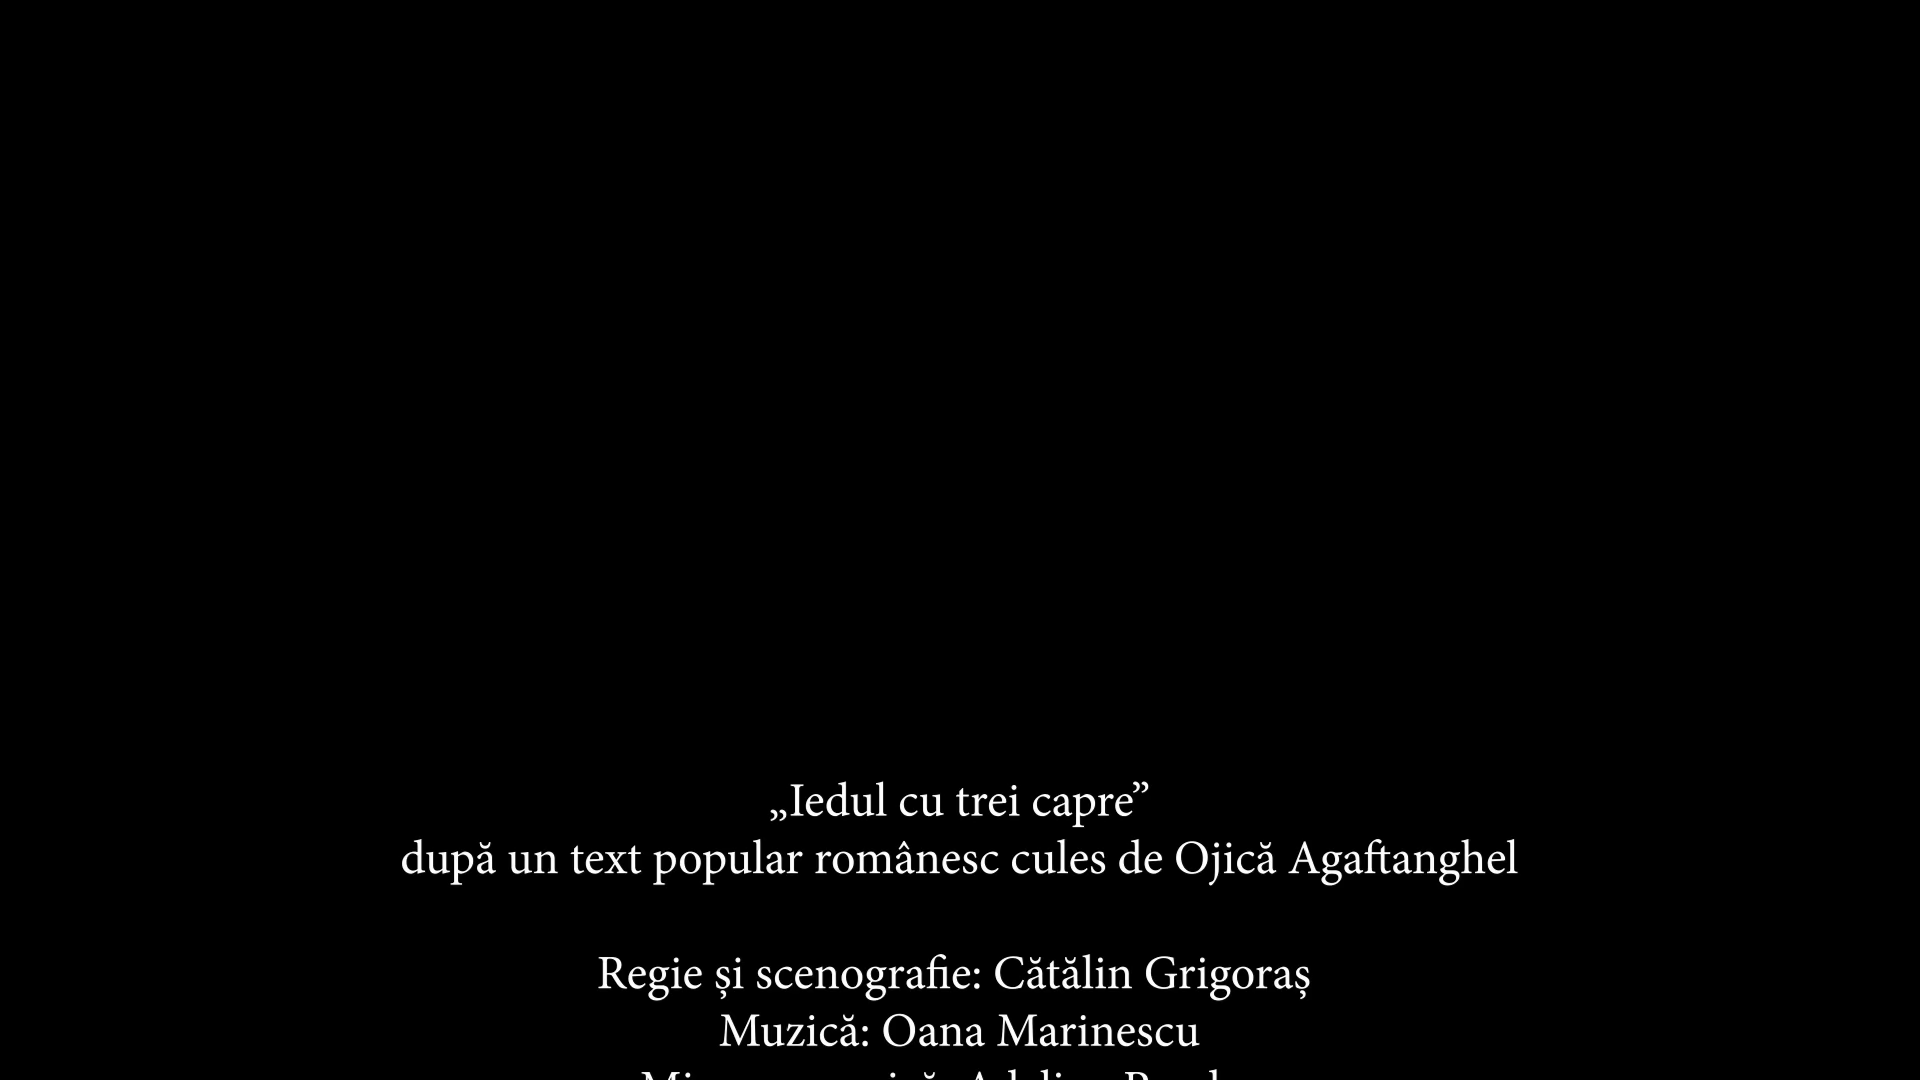 „Iedul cu trei capre”
după un text popular românesc cules de Ojică Agaftanghel
Regie și scenografie: Cătălin Grigoraș
Muzică: Oana Marinescu